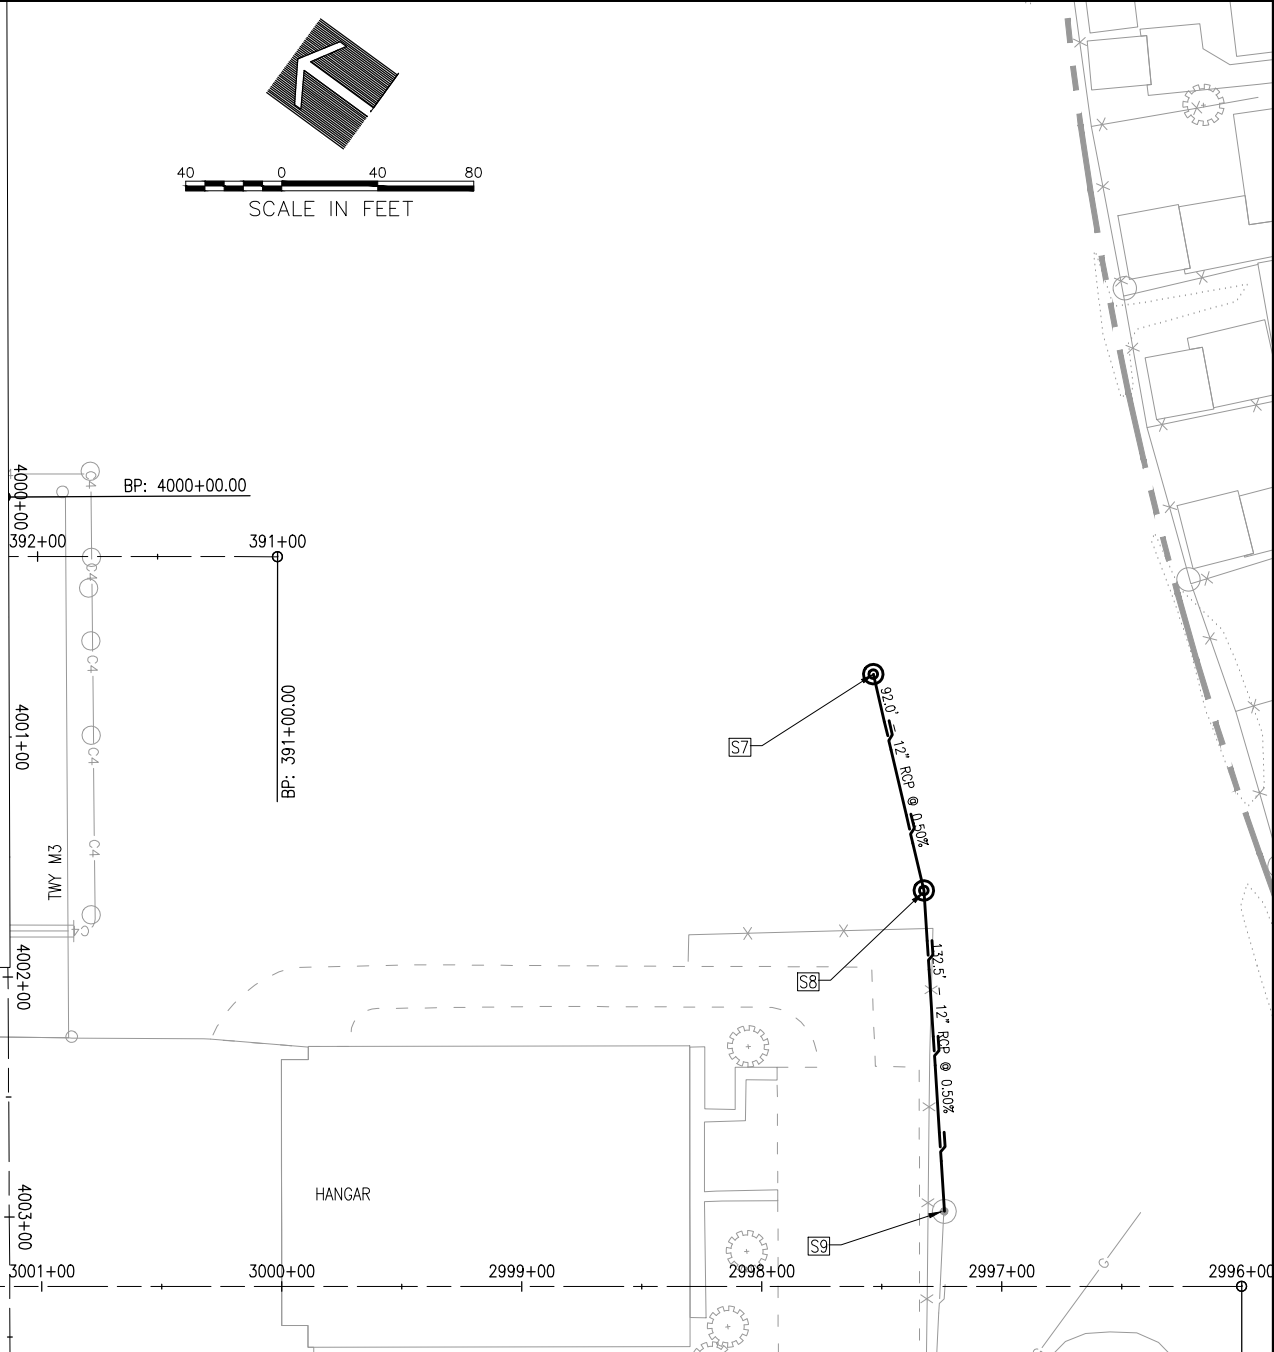 40 0 40 80
SCALE IN FEET
4000+00
C4
BP: 4000+00.00
392+00
391+00
C4
C4
BP: 391+00.00
4001+00
C4
C4
TWY M3
C4
4002+00
S7
92.0' - 12" RCP @ 0.50%
S8
132.5' - 12" RCP @ 0.50%
HANGAR
S9
4003+00
3001+00
3000+00
2999+00
2998+00
2997+00
2996+00
G